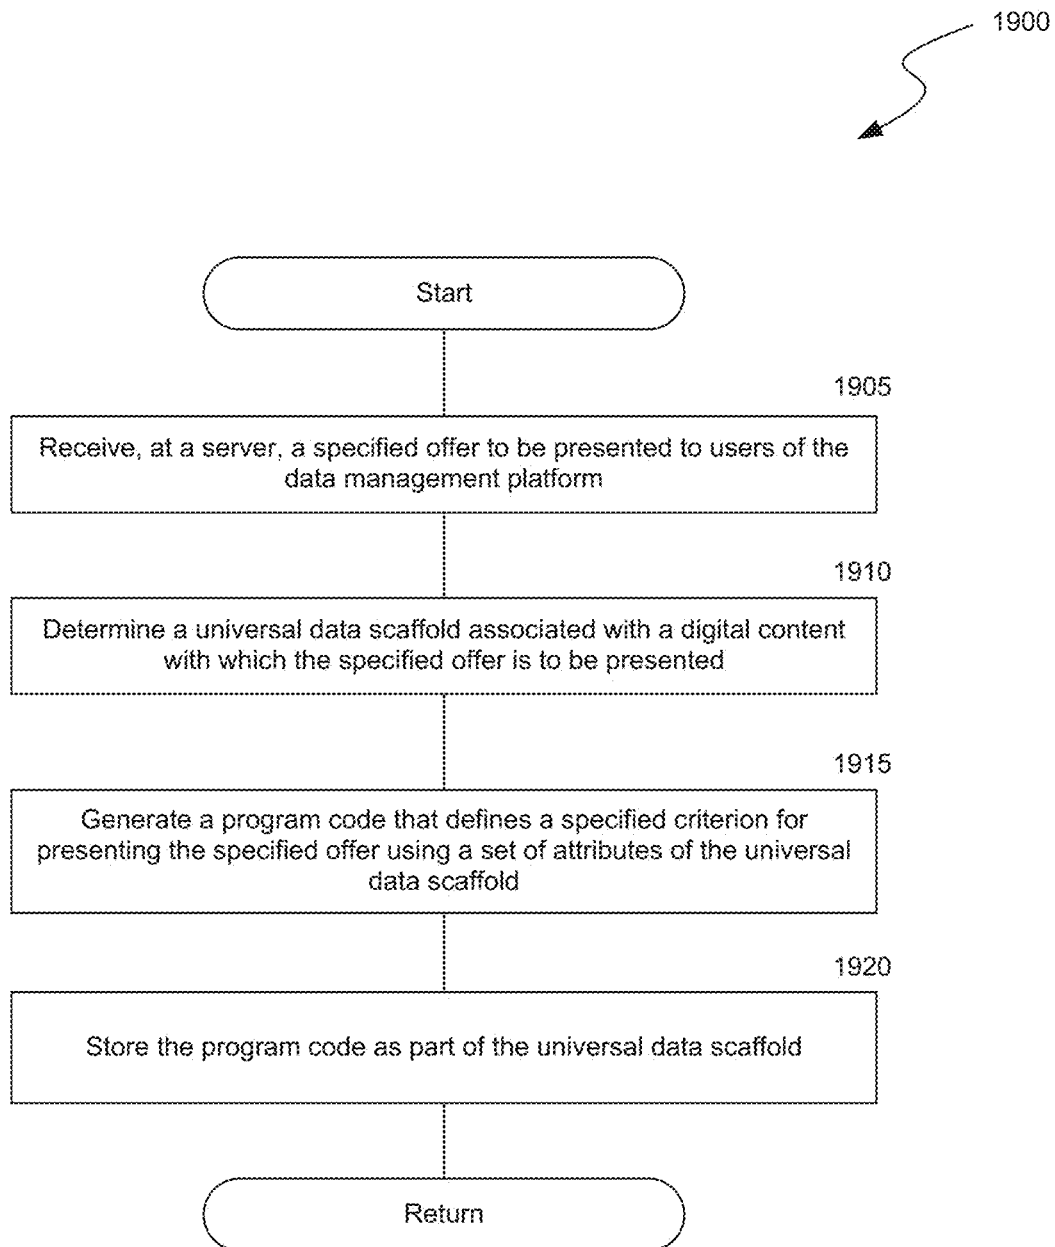 1900
Start
1905
Receive, at a server, a specified offer to be presented to users of the
data management platform
1910
Determine a universal data scaffold associated with a digital content
with which the specified offer is to be presented
1915
Generate a program code that defines a specified criterion for
presenting the specified offer using a set of attributes of the universal
data scaffold
1920
Store the program code as part of the universal data scaffold
Return